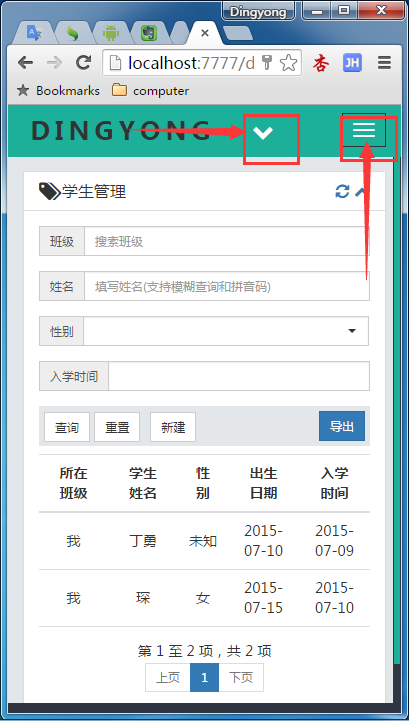 Dingyong
localhost:7777/d
JH
Bookmarks computer
DINGYONG
学生管理
班级 搜索班级
姓名 填写姓名(支持模糊查询和拼音码)
性别
入学时间
查询 重置 新建 导出
所在班级 学生姓名 性别 出生日期 入学时间
我 丁勇 未知 2015-07-10 2015-07-09
我 琛 女 2015-07-15 2015-07-10
第 1 至 2 项，共 2 项
上页 1 下页